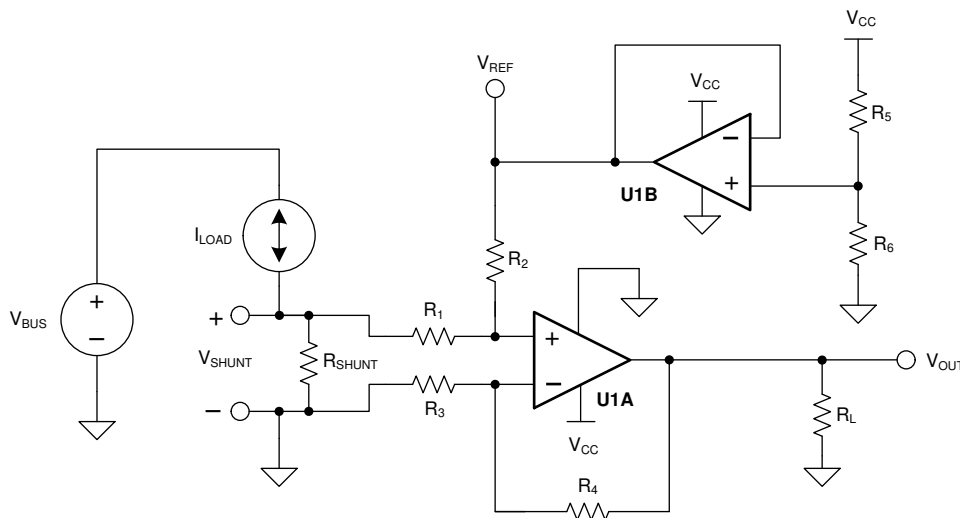 VCC
VREF
VCC
R5
−
+
U1B
R2
R6
ILOAD
+
−
VBUS
+
VSHUNT
−
RSHUNT
R1
R3
+
−
U1A
VCC
VOUT
RL
R4